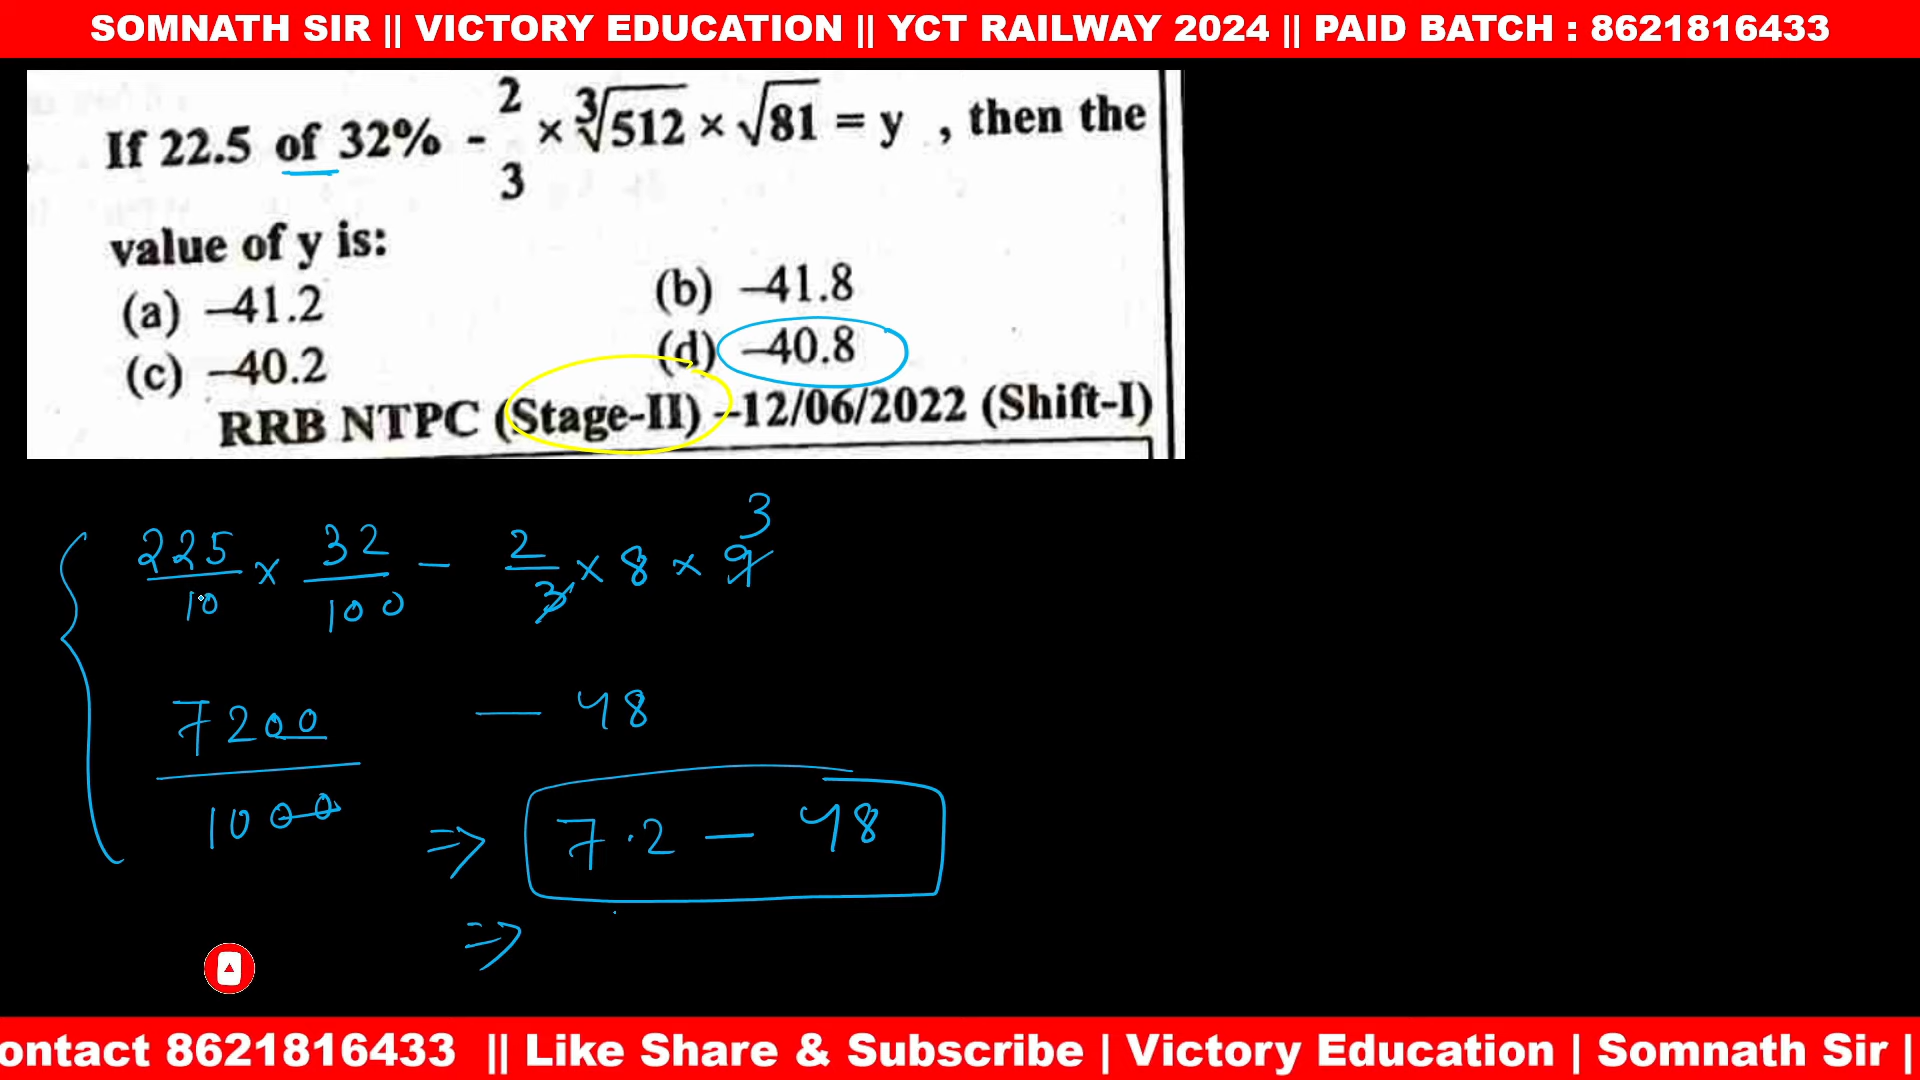 SOMNATH SIR || VICTORY EDUCATION || YCT RAILWAY 2024 || PAID BATCH : 8621816433
If 22.5 of 32% - 2/3 × ∛512 × √81 = y , then the
value of y is:
(a) –41.2 (b) –41.8
(c) –40.2 (d) –40.8
RRB NTPC (Stage-II) –12/06/2022 (Shift-I)
225/10 × 32/100 – 2/3 × 8 × 9 3
7200/1000 – 48
⇒ 7.2 – 48
⇒
ontact 8621816433 || Like Share & Subscribe | Victory Education | Somnath Sir |